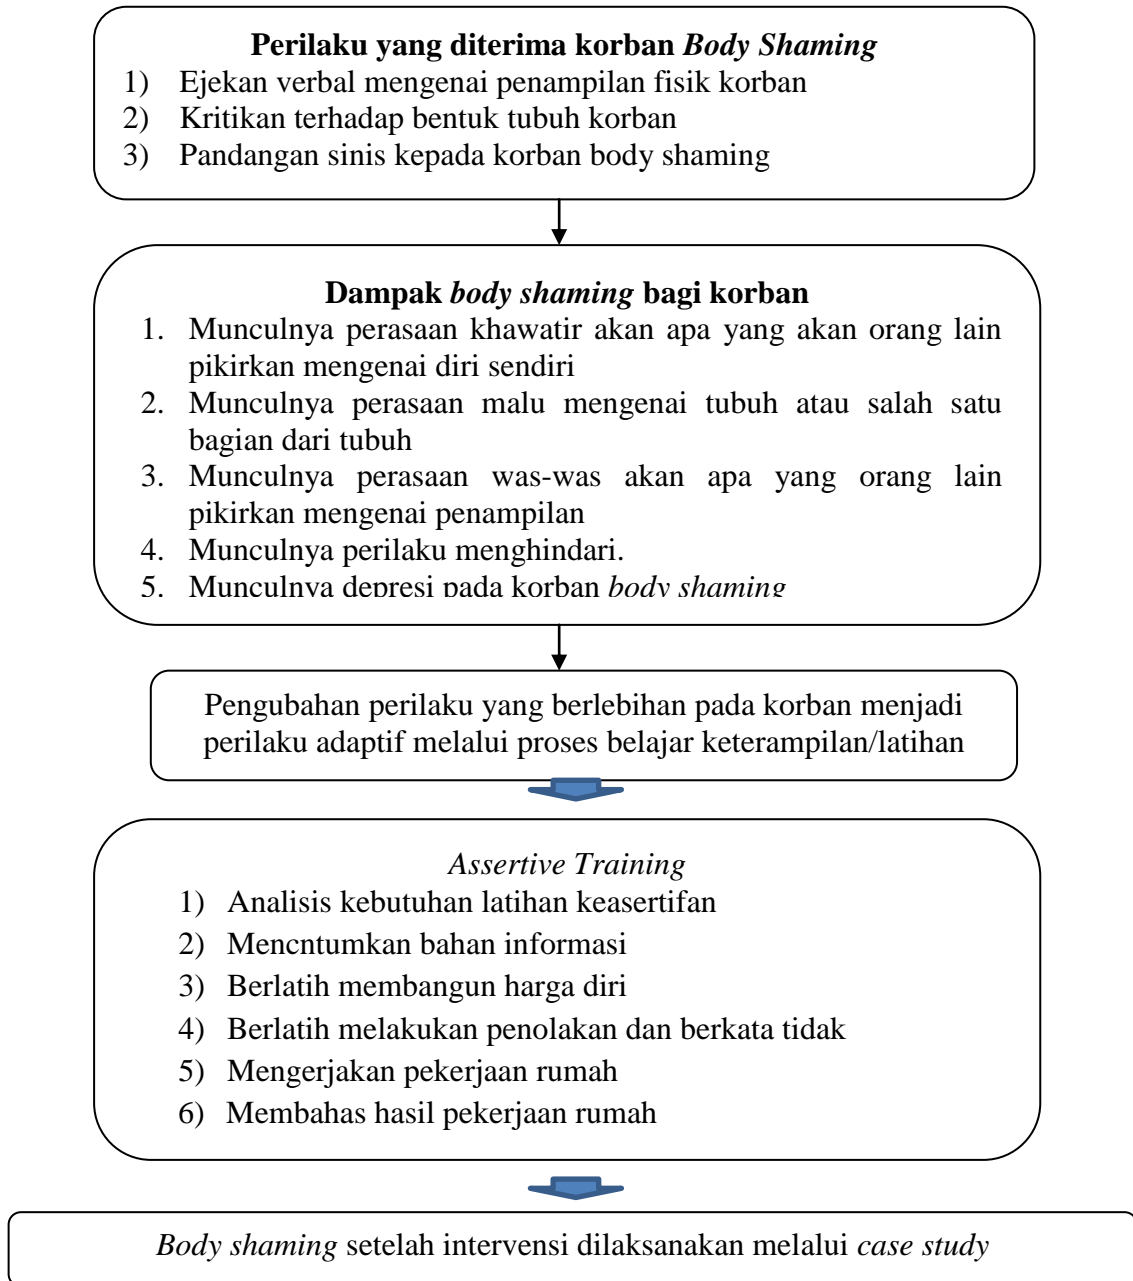 Perilaku yang diterima korban Body Shaming
1) Ejekan verbal mengenai penampilan fisik korban
2) Kritikan terhadap bentuk tubuh korban
3) Pandangan sinis kepada korban body shaming
Dampak body shaming bagi korban
1. Munculnya perasaan khawatir akan apa yang akan orang lain
pikirkan mengenai diri sendiri
2. Munculnya perasaan malu mengenai tubuh atau salah satu
bagian dari tubuh
3. Munculnya perasaan was-was akan apa yang orang lain
pikirkan mengenai penampilan
4. Munculnya perilaku menghindari.
5. Munculnya depresi pada korban body shaming
Pengubahan perilaku yang berlebihan pada korban menjadi
perilaku adaptif melalui proses belajar keterampilan/latihan
Assertive Training
1) Analisis kebutuhan latihan keasertifan
2) Mencntumkan bahan informasi
3) Berlatih membangun harga diri
4) Berlatih melakukan penolakan dan berkata tidak
5) Mengerjakan pekerjaan rumah
6) Membahas hasil pekerjaan rumah
Body shaming setelah intervensi dilaksanakan melalui case study